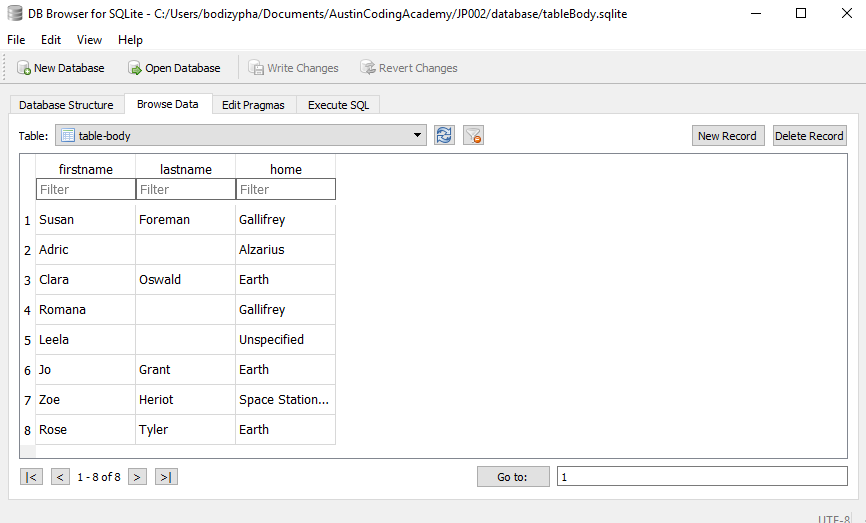 DB Browser for SQLite - C:/Users/bodizypha/Documents/AustinCodingAcademy/JP002/database/tableBody.sqlite
File Edit View Help
New Database Open Database Write Changes Revert Changes
Database Structure Browse Data Edit Pragmas Execute SQL
Table: table-body New Record Delete Record
firstname lastname home
Filter Filter Filter
1 Susan Foreman Gallifrey
2 Adric Alzarius
3 Clara Oswald Earth
4 Romana Gallifrey
5 Leela Unspecified
6 Jo Grant Earth
7 Zoe Heriot Space Station...
8 Rose Tyler Earth
|< < 1 - 8 of 8 > >| Go to: 1
UTF-8